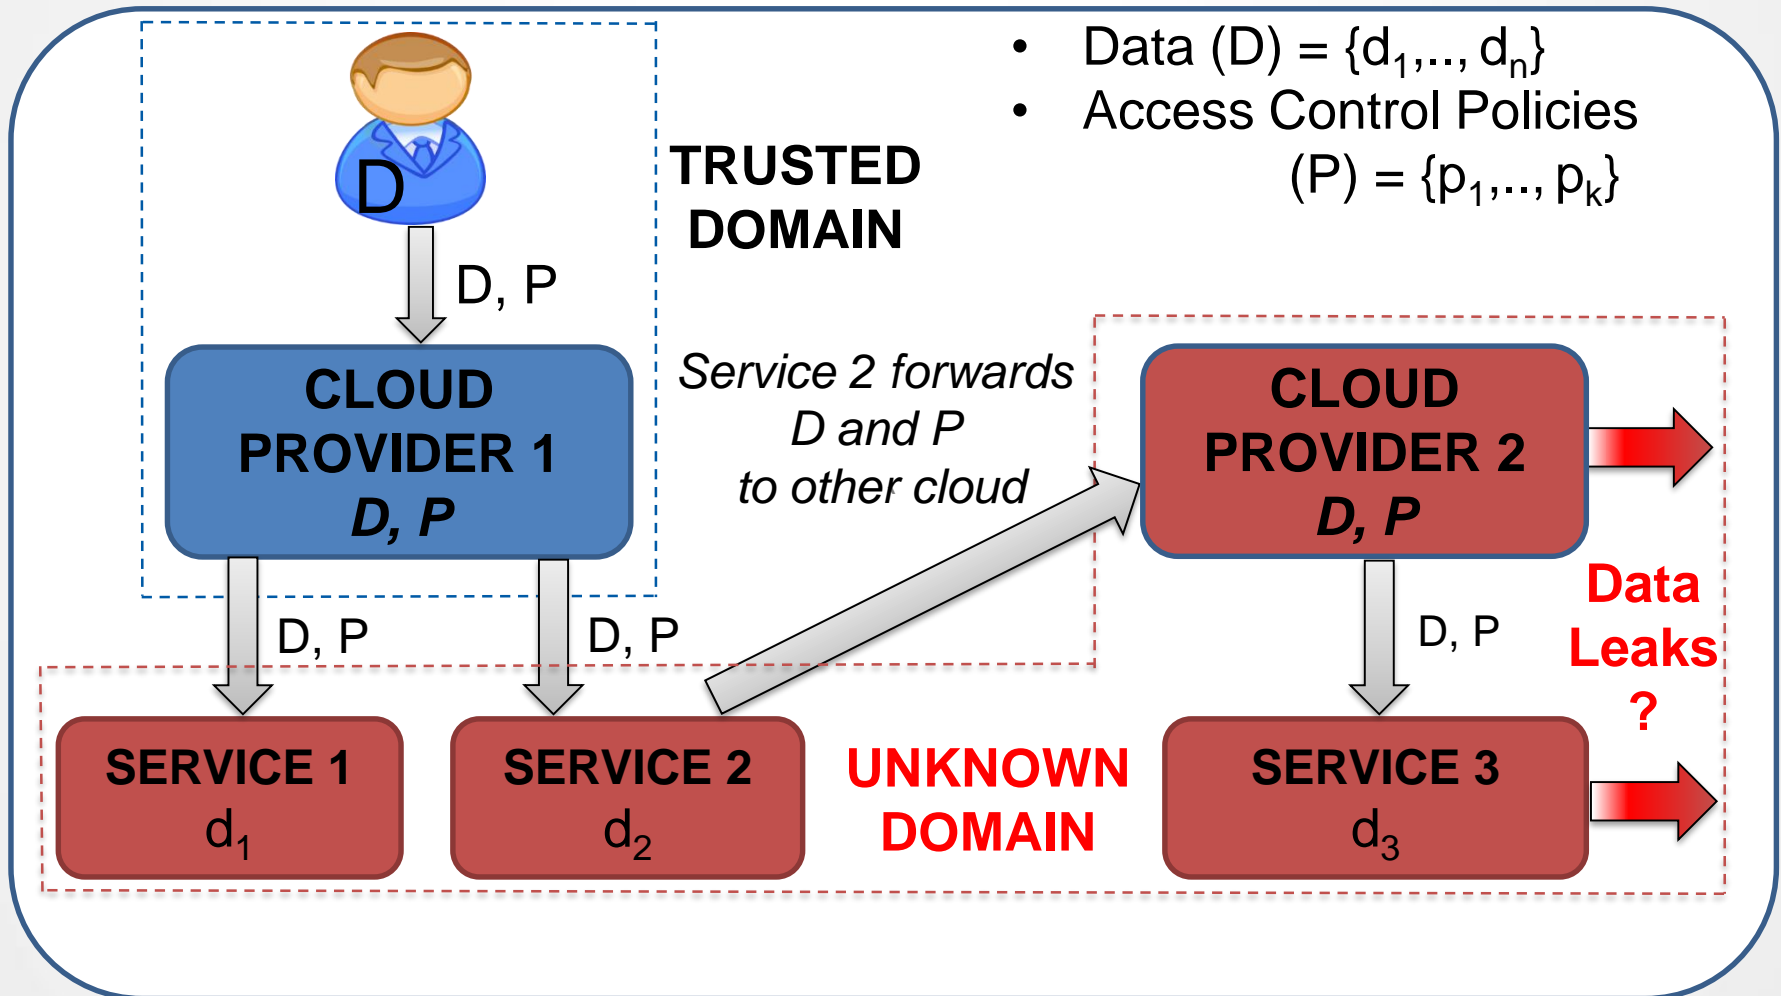 • Data (D) = {d₁,.., dₙ}
• Access Control Policies
(P) = {p₁,.., pₖ}
D
TRUSTED
DOMAIN
D, P
CLOUD
PROVIDER 1
D, P
Service 2 forwards
D and P
to other cloud
CLOUD
PROVIDER 2
D, P
D, P
D, P
D, P
Data
Leaks
?
SERVICE 1
d₁
SERVICE 2
d₂
UNKNOWN
DOMAIN
SERVICE 3
d₃